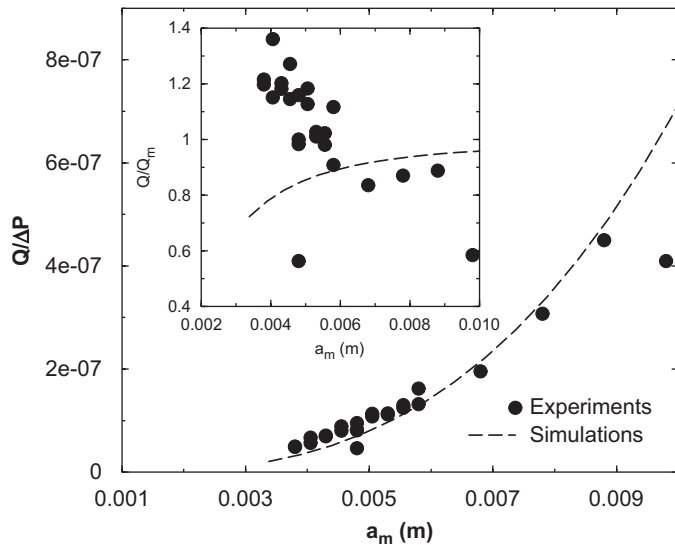 8e-07
6e-07
4e-07
2e-07
0
Q/ΔP
0.001
0.003
0.005
0.007
0.009
a_m (m)
1.4
1.2
1
0.8
0.6
0.4
Q/Q_m
0.002
0.004
0.006
0.008
0.010
a_m (m)
Experiments
Simulations